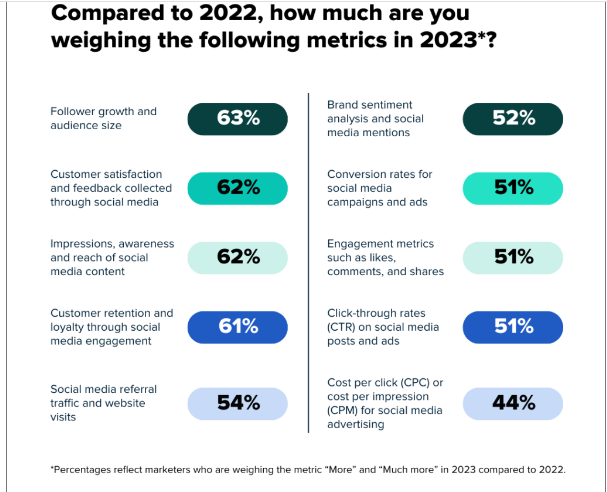 Compared to 2022, how much are you
weighing the following metrics in 2023*?
Follower growth and
audience size
63%
Customer satisfaction
and feedback collected
through social media
62%
Impressions, awareness
and reach of social
media content
62%
Customer retention and
loyalty through social
media engagement
61%
Social media referral
traffic and website
visits
54%
Brand sentiment
analysis and social
media mentions
52%
Conversion rates for
social media
campaigns and ads
51%
Engagement metrics
such as likes,
comments, and shares
51%
Click-through rates
(CTR) on social media
posts and ads
51%
Cost per click (CPC) or
cost per impression
(CPM) for social media
advertising
44%
*Percentages reflect marketers who are weighing the metric “More” and “Much more” in 2023 compared to 2022.